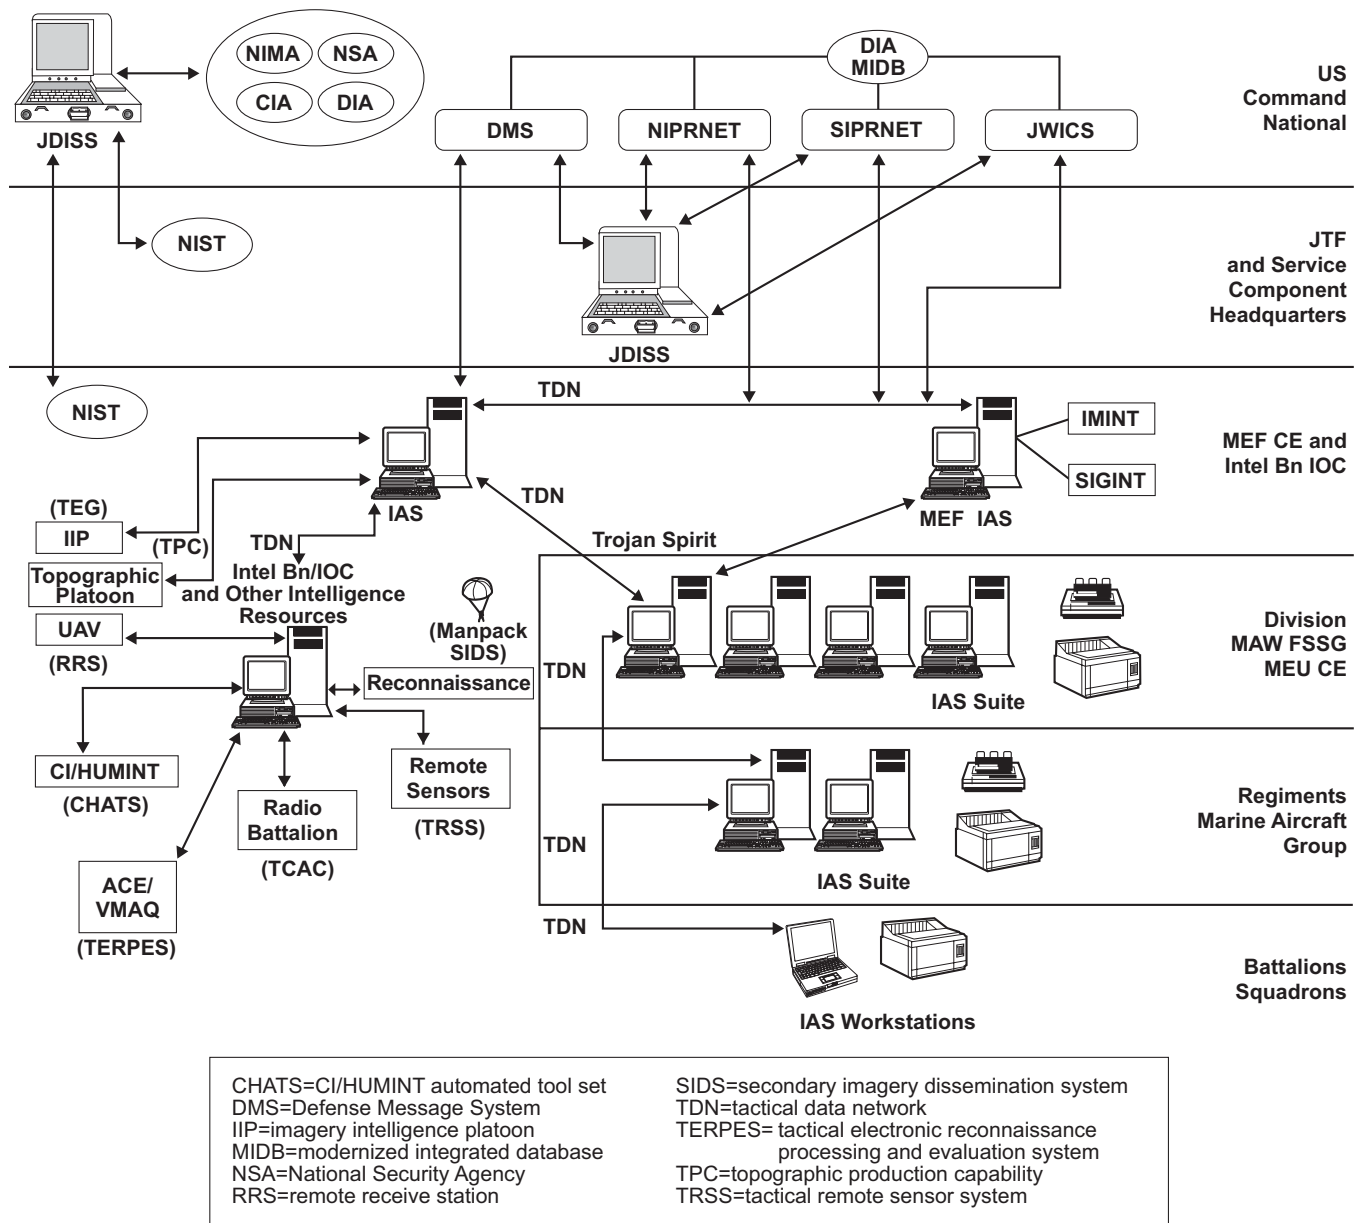 NIMA
NSA
CIA
DIA
JDISS
DIA
MIDB
DMS
NIPRNET
SIPRNET
JWICS
US
Command
National
NIST
JDISS
JTF
and Service
Component
Headquarters
NIST
TDN
IAS
MEF IAS
IMINT
SIGINT
MEF CE and
Intel Bn IOC
(TEG)
IIP
(TPC)
Topographic
Platoon
UAV
(RRS)
TDN
Intel Bn/IOC
and Other Intelligence
Resources
TDN
Trojan Spirit
(Manpack
SIDS)
Reconnaissance
CI/HUMINT
(CHATS)
Radio
Battalion
(TCAC)
Remote
Sensors
(TRSS)
ACE/
VMAQ
(TERPES)
TDN
IAS Suite
Division
MAW FSSG
MEU CE
TDN
IAS Suite
Regiments
Marine Aircraft
Group
TDN
IAS Workstations
Battalions
Squadrons
CHATS=CI/HUMINT automated tool set
DMS=Defense Message System
IIP=imagery intelligence platoon
MIDB=modernized integrated database
NSA=National Security Agency
RRS=remote receive station
SIDS=secondary imagery dissemination system
TDN=tactical data network
TERPES= tactical electronic reconnaissance
processing and evaluation system
TPC=topographic production capability
TRSS=tactical remote sensor system